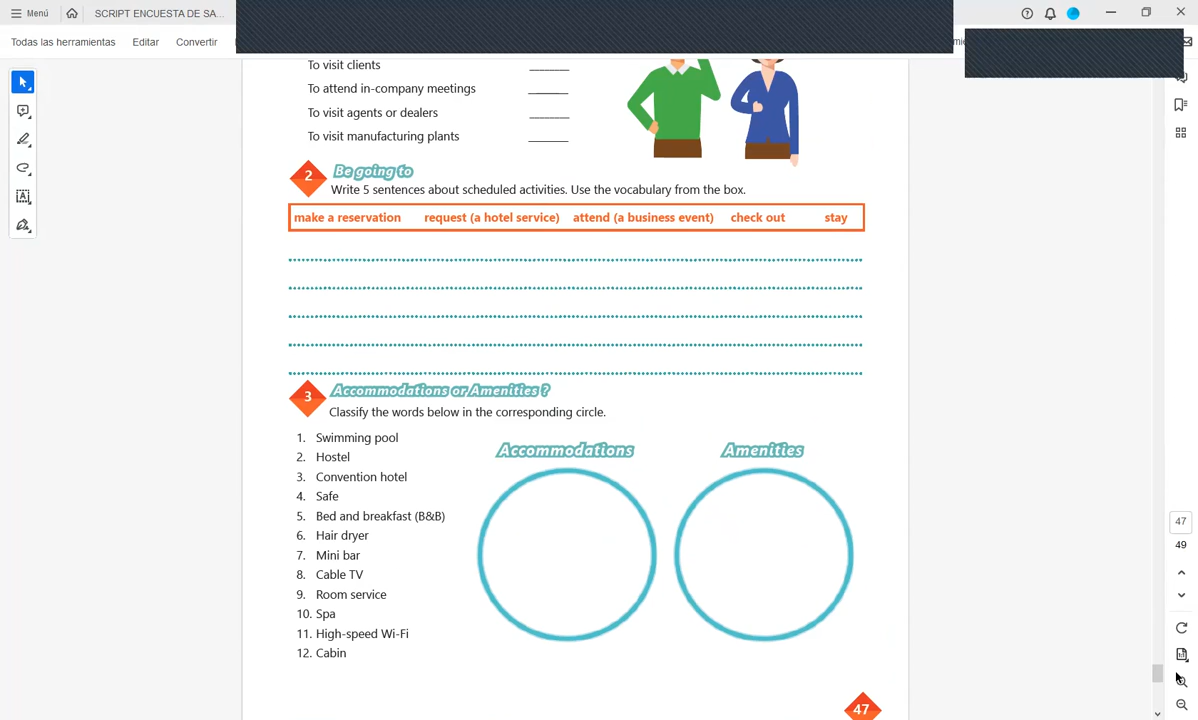 Menú
SCRIPT ENCUESTA DE SA...
Todas las herramientas Editar Convertir
To visit clients ________
To attend in-company meetings ________
To visit agents or dealers ________
To visit manufacturing plants ________
2 Be going to
Write 5 sentences about scheduled activities. Use the vocabulary from the box.
make a reservation request (a hotel service) attend (a business event) check out stay
3 Accommodations or Amenities ?
Classify the words below in the corresponding circle.
Accommodations Amenities
1. Swimming pool
2. Hostel
3. Convention hotel
4. Safe
5. Bed and breakfast (B&B)
6. Hair dryer
7. Mini bar
8. Cable TV
9. Room service
10. Spa
11. High-speed Wi-Fi
12. Cabin
47
47
49